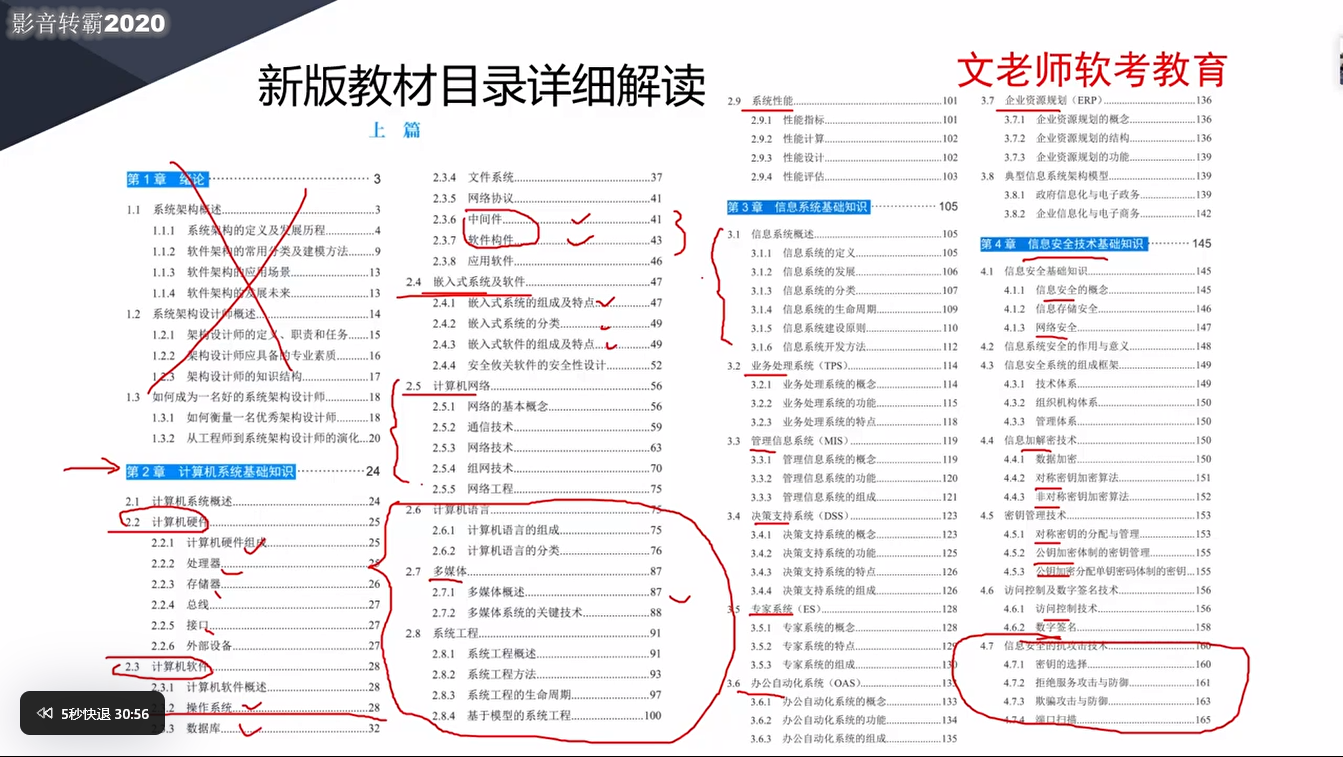 影音转霸2020
新版教材目录详细解读
文老师软考教育
上 篇
第 1 章 绪论 3
1.1 系统架构概述 3
1.1.1 系统架构的定义及发展历程 4
1.1.2 软件架构的常用分类及建模方法 9
1.1.3 软件架构的应用场景 13
1.1.4 软件架构的发展未来 13
1.2 系统架构设计师概述 14
1.2.1 架构设计师的定义、职责和任务 15
1.2.2 架构设计师应具备的专业素质 16
1.2.3 架构设计师的知识结构 17
1.3 如何成为一名好的系统架构设计师 18
1.3.1 如何衡量一名优秀架构设计师 18
1.3.2 从工程师到系统架构设计师的演化 20
第 2 章 计算机系统基础知识 24
2.1 计算机系统概述 24
2.2 计算机硬件 25
2.2.1 计算机硬件组成 25
2.2.2 处理器
2.2.3 存储器 26
2.2.4 总线 27
2.2.5 接口 27
2.2.6 外部设备 27
2.3 计算机软件 28
2.3.1 计算机软件概述 28
操作系统 28
数据库 32
5秒快退 30:56
2.3.4 文件系统 37
2.3.5 网络协议 41
2.3.6 中间件 41
2.3.7 软件构件 43
2.3.8 应用软件 46
2.4 嵌入式系统及软件 47
2.4.1 嵌入式系统的组成及特点 47
2.4.2 嵌入式系统的分类 49
2.4.3 嵌入式软件的组成及特点 49
2.4.4 安全攸关软件的安全性设计 52
2.5 计算机网络 56
2.5.1 网络的基本概念 56
2.5.2 通信技术 59
2.5.3 网络技术 63
2.5.4 组网技术 70
2.5.5 网络工程 75
2.6 计算机语言 75
2.6.1 计算机语言的组成 75
2.6.2 计算机语言的分类 76
2.7 多媒体 87
2.7.1 多媒体概述 87
2.7.2 多媒体系统的关键技术 88
2.8 系统工程 91
2.8.1 系统工程概述 91
2.8.2 系统工程方法 93
2.8.3 系统工程的生命周期 97
2.8.4 基于模型的系统工程 100
2.9 系统性能 101
2.9.1 性能指标 101
2.9.2 性能计算 102
2.9.3 性能设计 102
2.9.4 性能评估 103
第 3 章 信息系统基础知识 105
3.1 信息系统概述 105
3.1.1 信息系统的定义 105
3.1.2 信息系统的发展 106
3.1.3 信息系统的分类 107
3.1.4 信息系统的生命周期 109
3.1.5 信息系统建设原则 110
3.1.6 信息系统开发方法 112
3.2 业务处理系统（TPS） 114
3.2.1 业务处理系统的概念 114
3.2.2 业务处理系统的功能 115
3.2.3 业务处理系统的特点 118
3.3 管理信息系统（MIS） 119
3.3.1 管理信息系统的概念 119
3.3.2 管理信息系统的功能 120
3.3.3 管理信息系统的组成 121
3.4 决策支持系统（DSS） 123
3.4.1 决策支持系统的概念 123
3.4.2 决策支持系统的功能 125
3.4.3 决策支持系统的特点 126
3.4.4 决策支持系统的组成 126
3.5 专家系统（ES） 128
3.5.1 专家系统的概念 128
3.5.2 专家系统的特点
3.5.3 专家系统的组成
3.6 办公自动化系统（OAS）
3.6.1 办公自动化系统的概念 133
3.6.2 办公自动化系统的功能 134
3.6.3 办公自动化系统的组成 135
3.7 企业资源规划（ERP） 136
3.7.1 企业资源规划的概念 136
3.7.2 企业资源规划的结构 136
3.7.3 企业资源规划的功能 139
3.8 典型信息系统架构模型 139
3.8.1 政府信息化与电子政务 139
3.8.2 企业信息化与电子商务 142
第 4 章 信息安全技术基础知识 145
4.1 信息安全基础知识 145
4.1.1 信息安全的概念 145
4.1.2 信息存储安全 146
4.1.3 网络安全 147
4.2 信息系统安全的作用与意义 148
4.3 信息安全系统的组成框架 149
4.3.1 技术体系 149
4.3.2 组织机构体系 150
4.3.3 管理体系 150
4.4 信息加解密技术 150
4.4.1 数据加密 150
4.4.2 对称密钥加密算法 151
4.4.3 非对称密钥加密算法 152
4.5 密钥管理技术 153
4.5.1 对称密钥的分配与管理 153
4.5.2 公钥加密体制的密钥管理 155
4.5.3 公钥加密分配单钥密码体制的密钥 155
4.6 访问控制及数字签名技术 156
4.6.1 访问控制技术 156
4.6.2 数字签名 158
4.7 信息安全的抗攻击技术 160
4.7.1 密钥的选择 160
4.7.2 拒绝服务攻击与防御 161
4.7.3 欺骗攻击与防御 163
4.7.4 端口扫描 165